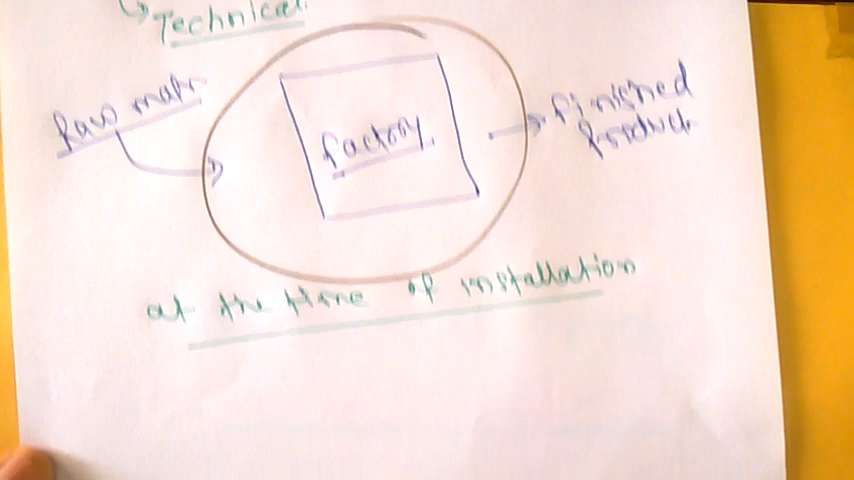 Technical
Raw matr
factory
Finished
Product
at the time of installation